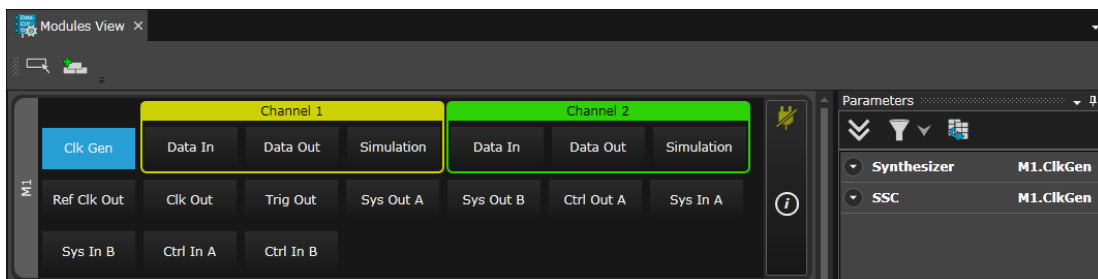 Modules View ×
Channel 1 Channel 2
Clk Gen Data In Data Out Simulation Data In Data Out Simulation
M1
Ref Clk Out Clk Out Trig Out Sys Out A Sys Out B Ctrl Out A Sys In A
Sys In B Ctrl In A Ctrl In B
Parameters
Synthesizer M1.ClkGen
SSC M1.ClkGen